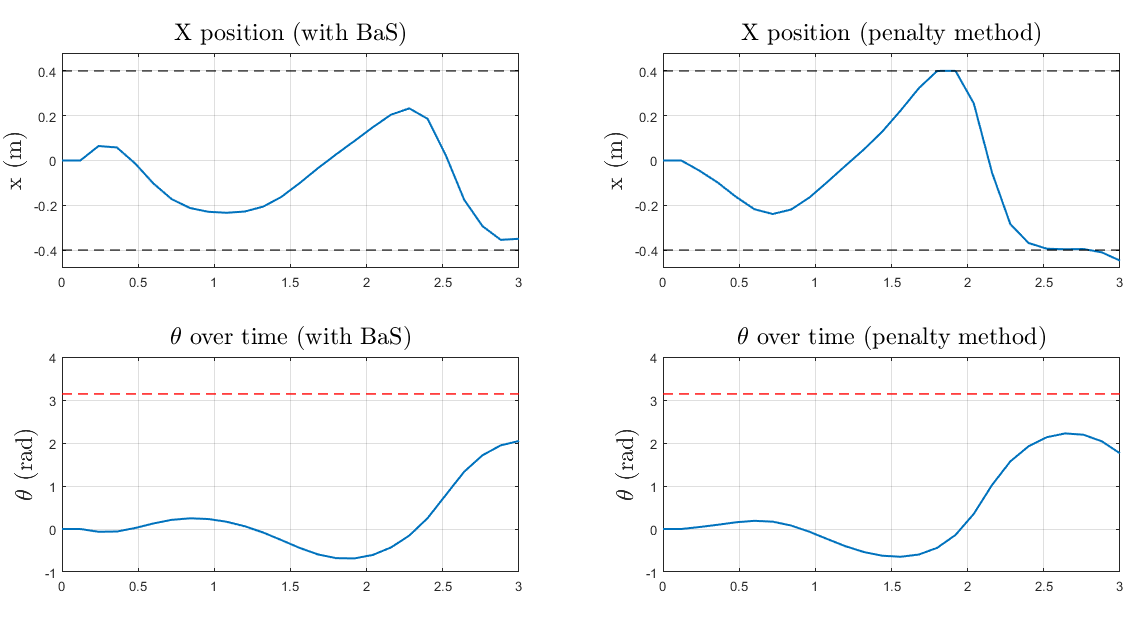 X position (with BaS)
x (m)
0.4
0.2
0
-0.2
-0.4
0 0.5 1 1.5 2 2.5 3
X position (penalty method)
x (m)
0.4
0.2
0
-0.2
-0.4
0 0.5 1 1.5 2 2.5 3
θ over time (with BaS)
θ (rad)
4
3
2
1
0
-1
0 0.5 1 1.5 2 2.5 3
θ over time (penalty method)
θ (rad)
4
3
2
1
0
-1
0 0.5 1 1.5 2 2.5 3